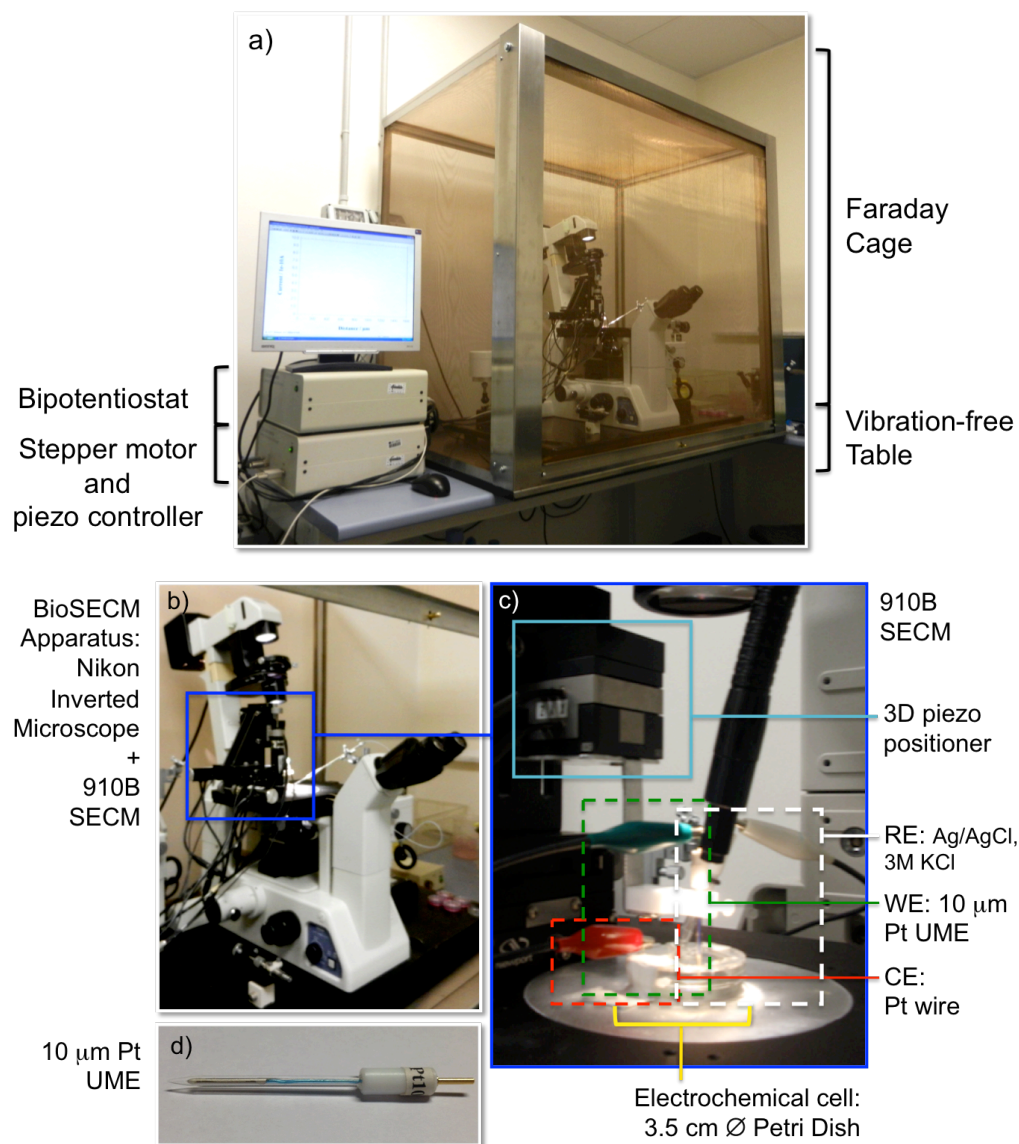 a)
Faraday
Cage
Bipotentiostat
Stepper motor
and
piezo controller
Vibration-free
Table
BioSECM
Apparatus:
Nikon
Inverted
Microscope
+
910B
SECM
b)
c)
910B
SECM
3D piezo
positioner
RE: Ag/AgCl,
3M KCl
WE: 10 μm
Pt UME
CE:
Pt wire
10 μm Pt
UME
d)
Pt10
Electrochemical cell:
3.5 cm Ø Petri Dish